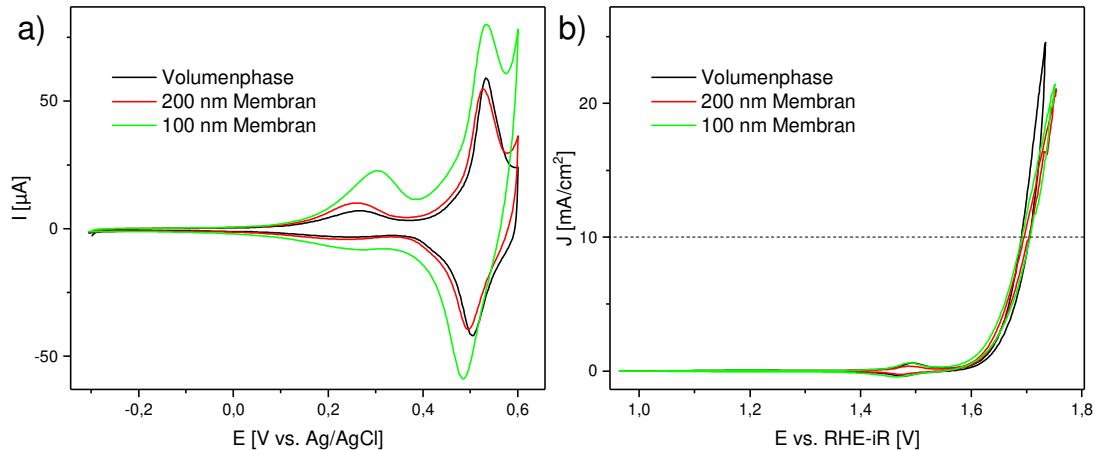 a)
Volumenphase
200 nm Membran
100 nm Membran
50
0
-50
I [µA]
-0,2
0,0
0,2
0,4
0,6
E [V vs. Ag/AgCl]
b)
Volumenphase
200 nm Membran
100 nm Membran
20
10
0
J [mA/cm²]
1,0
1,2
1,4
1,6
1,8
E vs. RHE-iR [V]